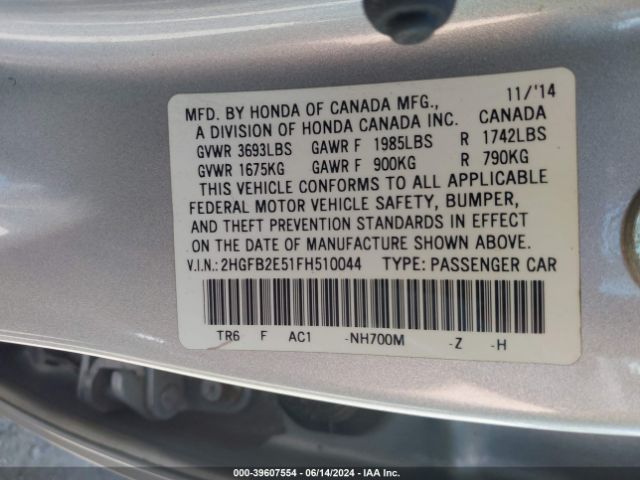 11/'14
MFD. BY HONDA OF CANADA MFG., CANADA
A DIVISION OF HONDA CANADA INC.
GVWR 3693LBS GAWR F 1985LBS R 1742LBS
GVWR 1675KG GAWR F 900KG R 790KG
THIS VEHICLE CONFORMS TO ALL APPLICABLE
FEDERAL MOTOR VEHICLE SAFETY, BUMPER,
AND THEFT PREVENTION STANDARDS IN EFFECT
ON THE DATE OF MANUFACTURE SHOWN ABOVE.
V.I.N.: 2HGFB2E51FH510044 TYPE: PASSENGER CAR
TR6 F AC1 -NH700M -Z -H
000-39607554 | 06/14/2024 | IAA Inc.